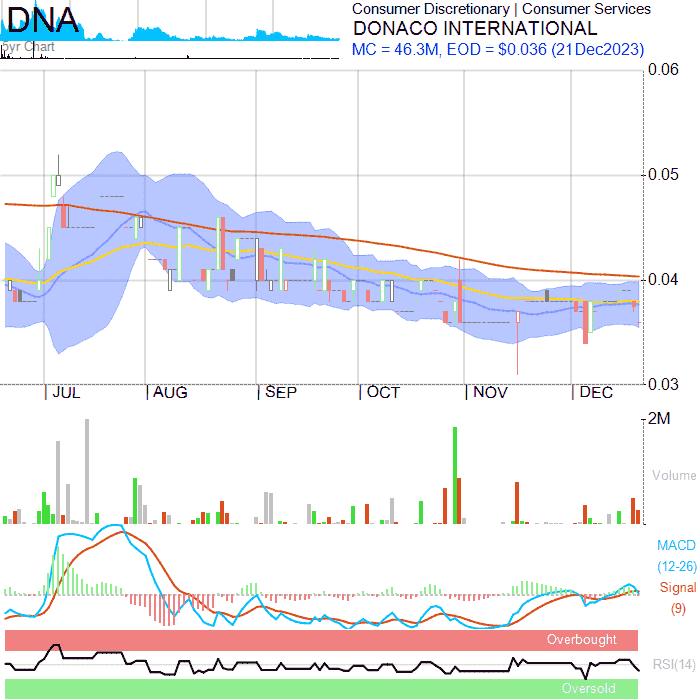 DNA
5yr Chart
Consumer Discretionary | Consumer Services
DONACO INTERNATIONAL
MC = 46.3M, EOD = $0.036 (21Dec2023)
0.06
0.05
0.04
0.03
JUL AUG SEP OCT NOV DEC
2M
Volume
MACD
(12-26)
Signal
(9)
Overbought
RSI(14)
Oversold